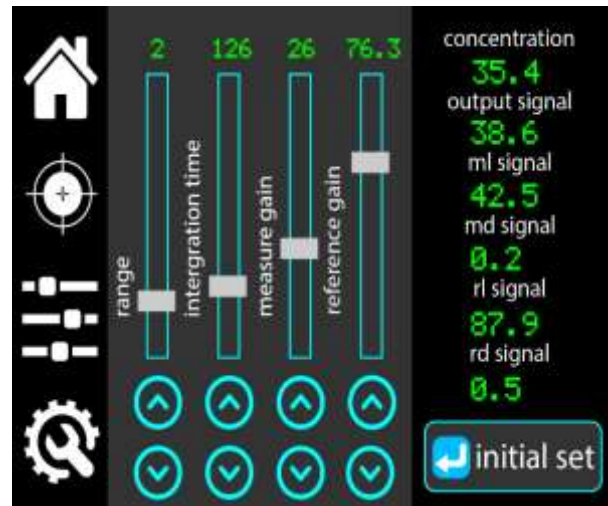 2 126 26 76.3
range
intergration time
measure gain
reference gain
concentration
35.4
output signal
38.6
ml signal
42.5
md signal
0.2
rl signal
87.9
rd signal
0.5
initial set